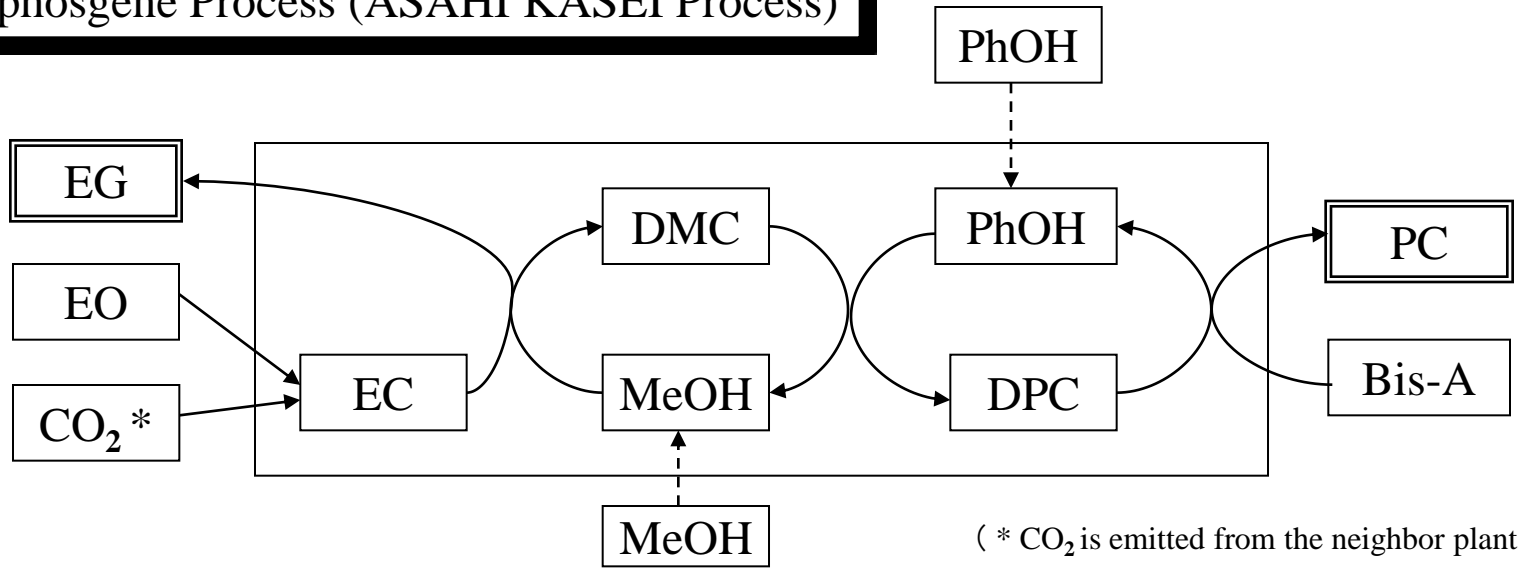 phosgene Process (ASAHI KASEI Process)
PhOH
EG
DMC
PhOH
PC
EO
EC
MeOH
DPC
Bis-A
CO₂ *
MeOH
( * CO₂ is emitted from the neighbor plant